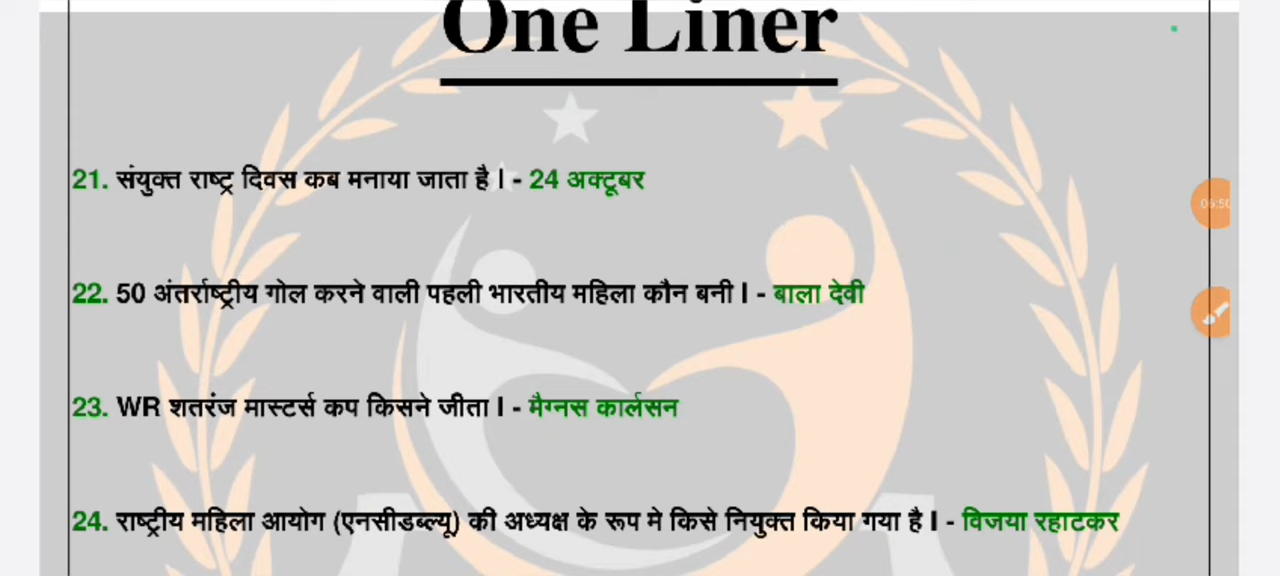 One Liner
21. संयुक्त राष्ट्र दिवस कब मनाया जाता है l - 24 अक्टूबर
22. 50 अंतर्राष्ट्रीय गोल करने वाली पहली भारतीय महिला कौन बनी l - बाला देवी
23. WR शतरंज मास्टर्स कप किसने जीता l - मैग्नस कार्लसन
24. राष्ट्रीय महिला आयोग (एनसीडब्ल्यू) की अध्यक्ष के रूप मे किसे नियुक्त किया गया है l - विजया रहाटकर